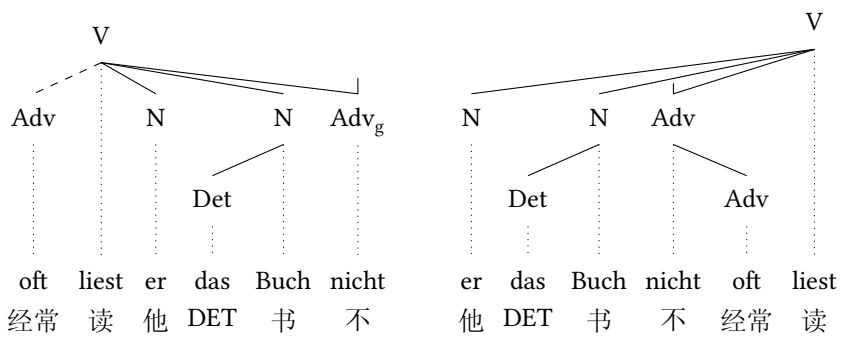 V
Adv N N Adv_g
Det
oft liest er das Buch nicht
经常 读 他 DET 书 不
V
N N Adv
Det Adv
er das Buch nicht oft liest
他 DET 书 不 经常 读